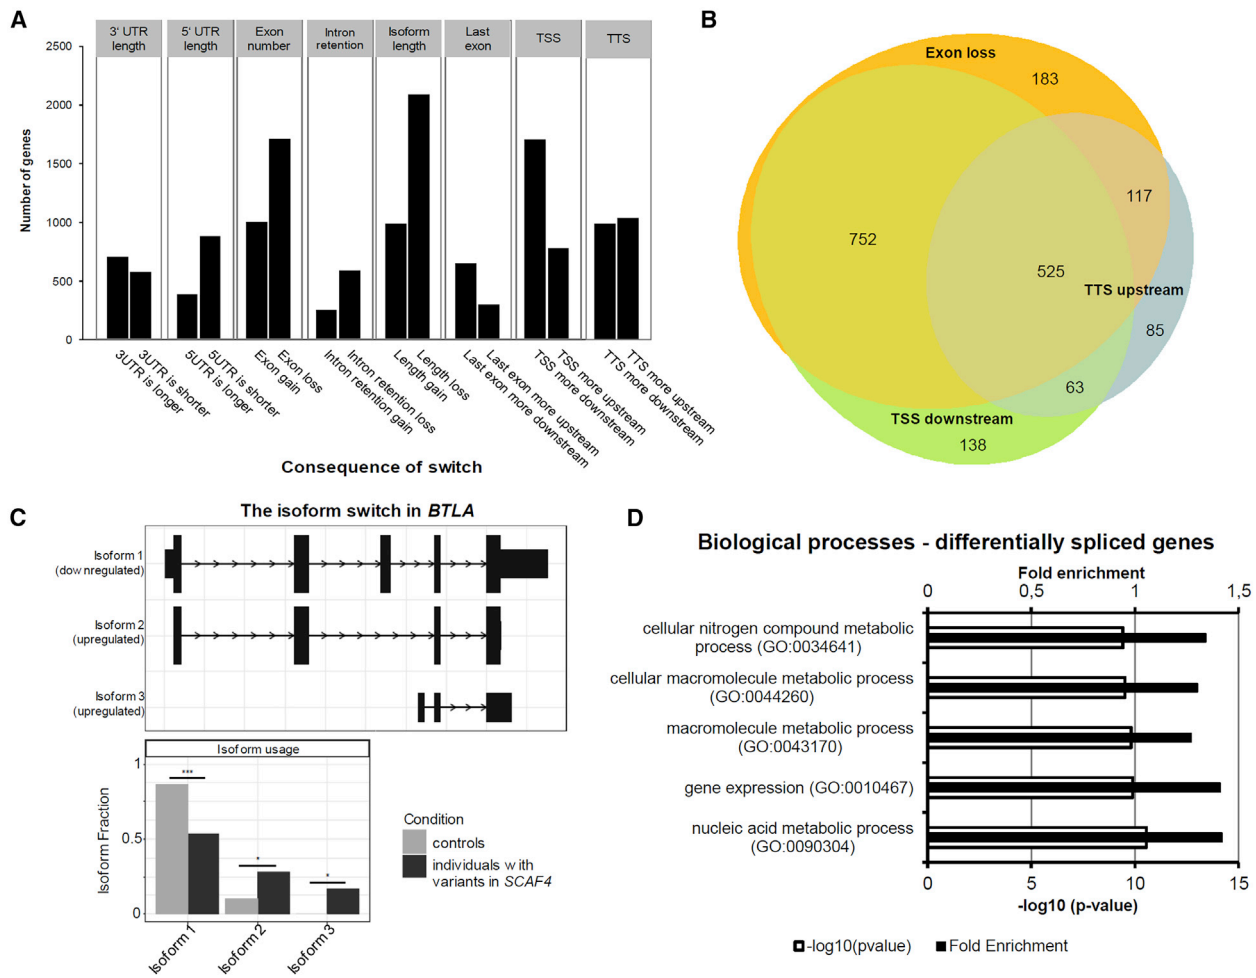 A
3' UTR
length
5' UTR
length
Exon
number
Intron
retention
Isoform
length
Last
exon
TSS
TTS
Number of genes
2500
2000
1500
1000
500
0
3UTR is longer
3UTR is shorter
5UTR is longer
5UTR is shorter
Exon gain
Exon loss
Intron retention gain
Intron retention loss
Length gain
Length loss
Last exon more downstream
Last exon more upstream
TSS more downstream
TSS more upstream
TTS more downstream
TTS more upstream
Consequence of switch
B
Exon loss
183
117
752
525
TTS upstream
85
63
TSS downstream
138
C
The isoform switch in BTLA
Isoform 1
(downregulated)
Isoform 2
(upregulated)
Isoform 3
(upregulated)
Isoform usage
Isoform Fraction
1
0.5
0
***
*
*
Isoform 1
Isoform 2
Isoform 3
Condition
controls
individuals with
variants in SCAF4
D
Biological processes - differentially spliced genes
Fold enrichment
0 0,5 1 1,5
cellular nitrogen compound metabolic
process (GO:0034641)
cellular macromolecule metabolic process
(GO:0044260)
macromolecule metabolic process
(GO:0043170)
gene expression (GO:0010467)
nucleic acid metabolic process
(GO:0090304)
0 5 10 15
-log10 (p-value)
-log10(pvalue) Fold Enrichment